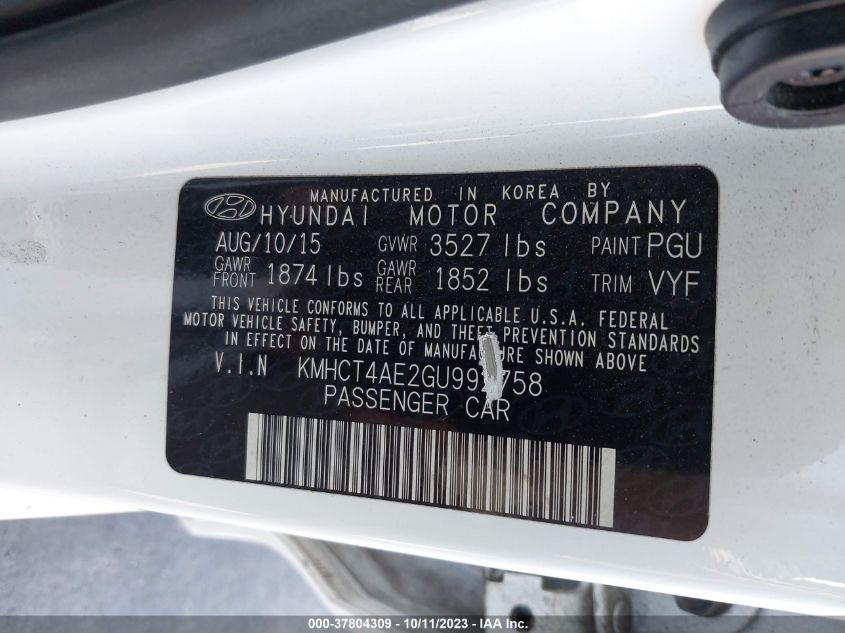 MANUFACTURED IN KOREA BY
HYUNDAI MOTOR COMPANY
AUG/10/15 GVWR 3527 lbs PAINT PGU
GAWR FRONT 1874 lbs GAWR REAR 1852 lbs TRIM VYF
THIS VEHICLE CONFORMS TO ALL APPLICABLE U.S.A. FEDERAL
MOTOR VEHICLE SAFETY, BUMPER, AND THEFT PREVENTION STANDARDS
IN EFFECT ON THE DATE OF MANUFACTURE SHOWN ABOVE
V.I.N
PASSENGER CAR
000-37804309 - 10/11/2023 - IAA Inc.